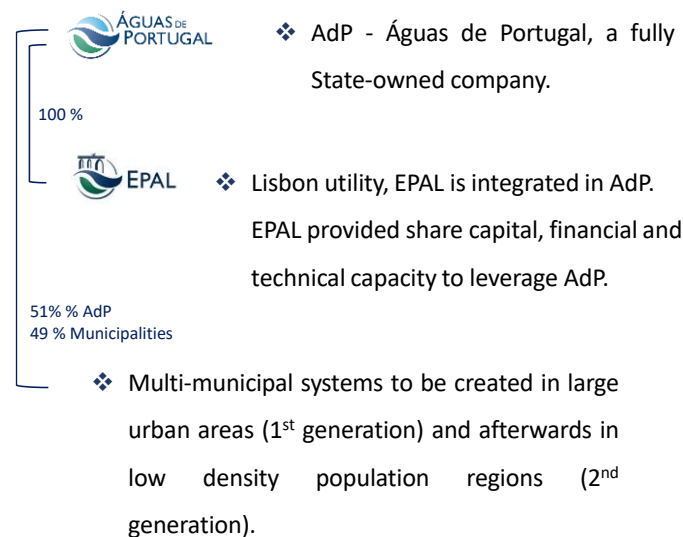 ÁGUAS DE
PORTUGAL
❖ AdP - Águas de Portugal, a fully
State-owned company.
100 %
EPAL
❖ Lisbon utility, EPAL is integrated in AdP.
EPAL provided share capital, financial and
technical capacity to leverage AdP.
51% % AdP
49 % Municipalities
❖ Multi-municipal systems to be created in large
urban areas (1st generation) and afterwards in
low density population regions (2nd
generation).